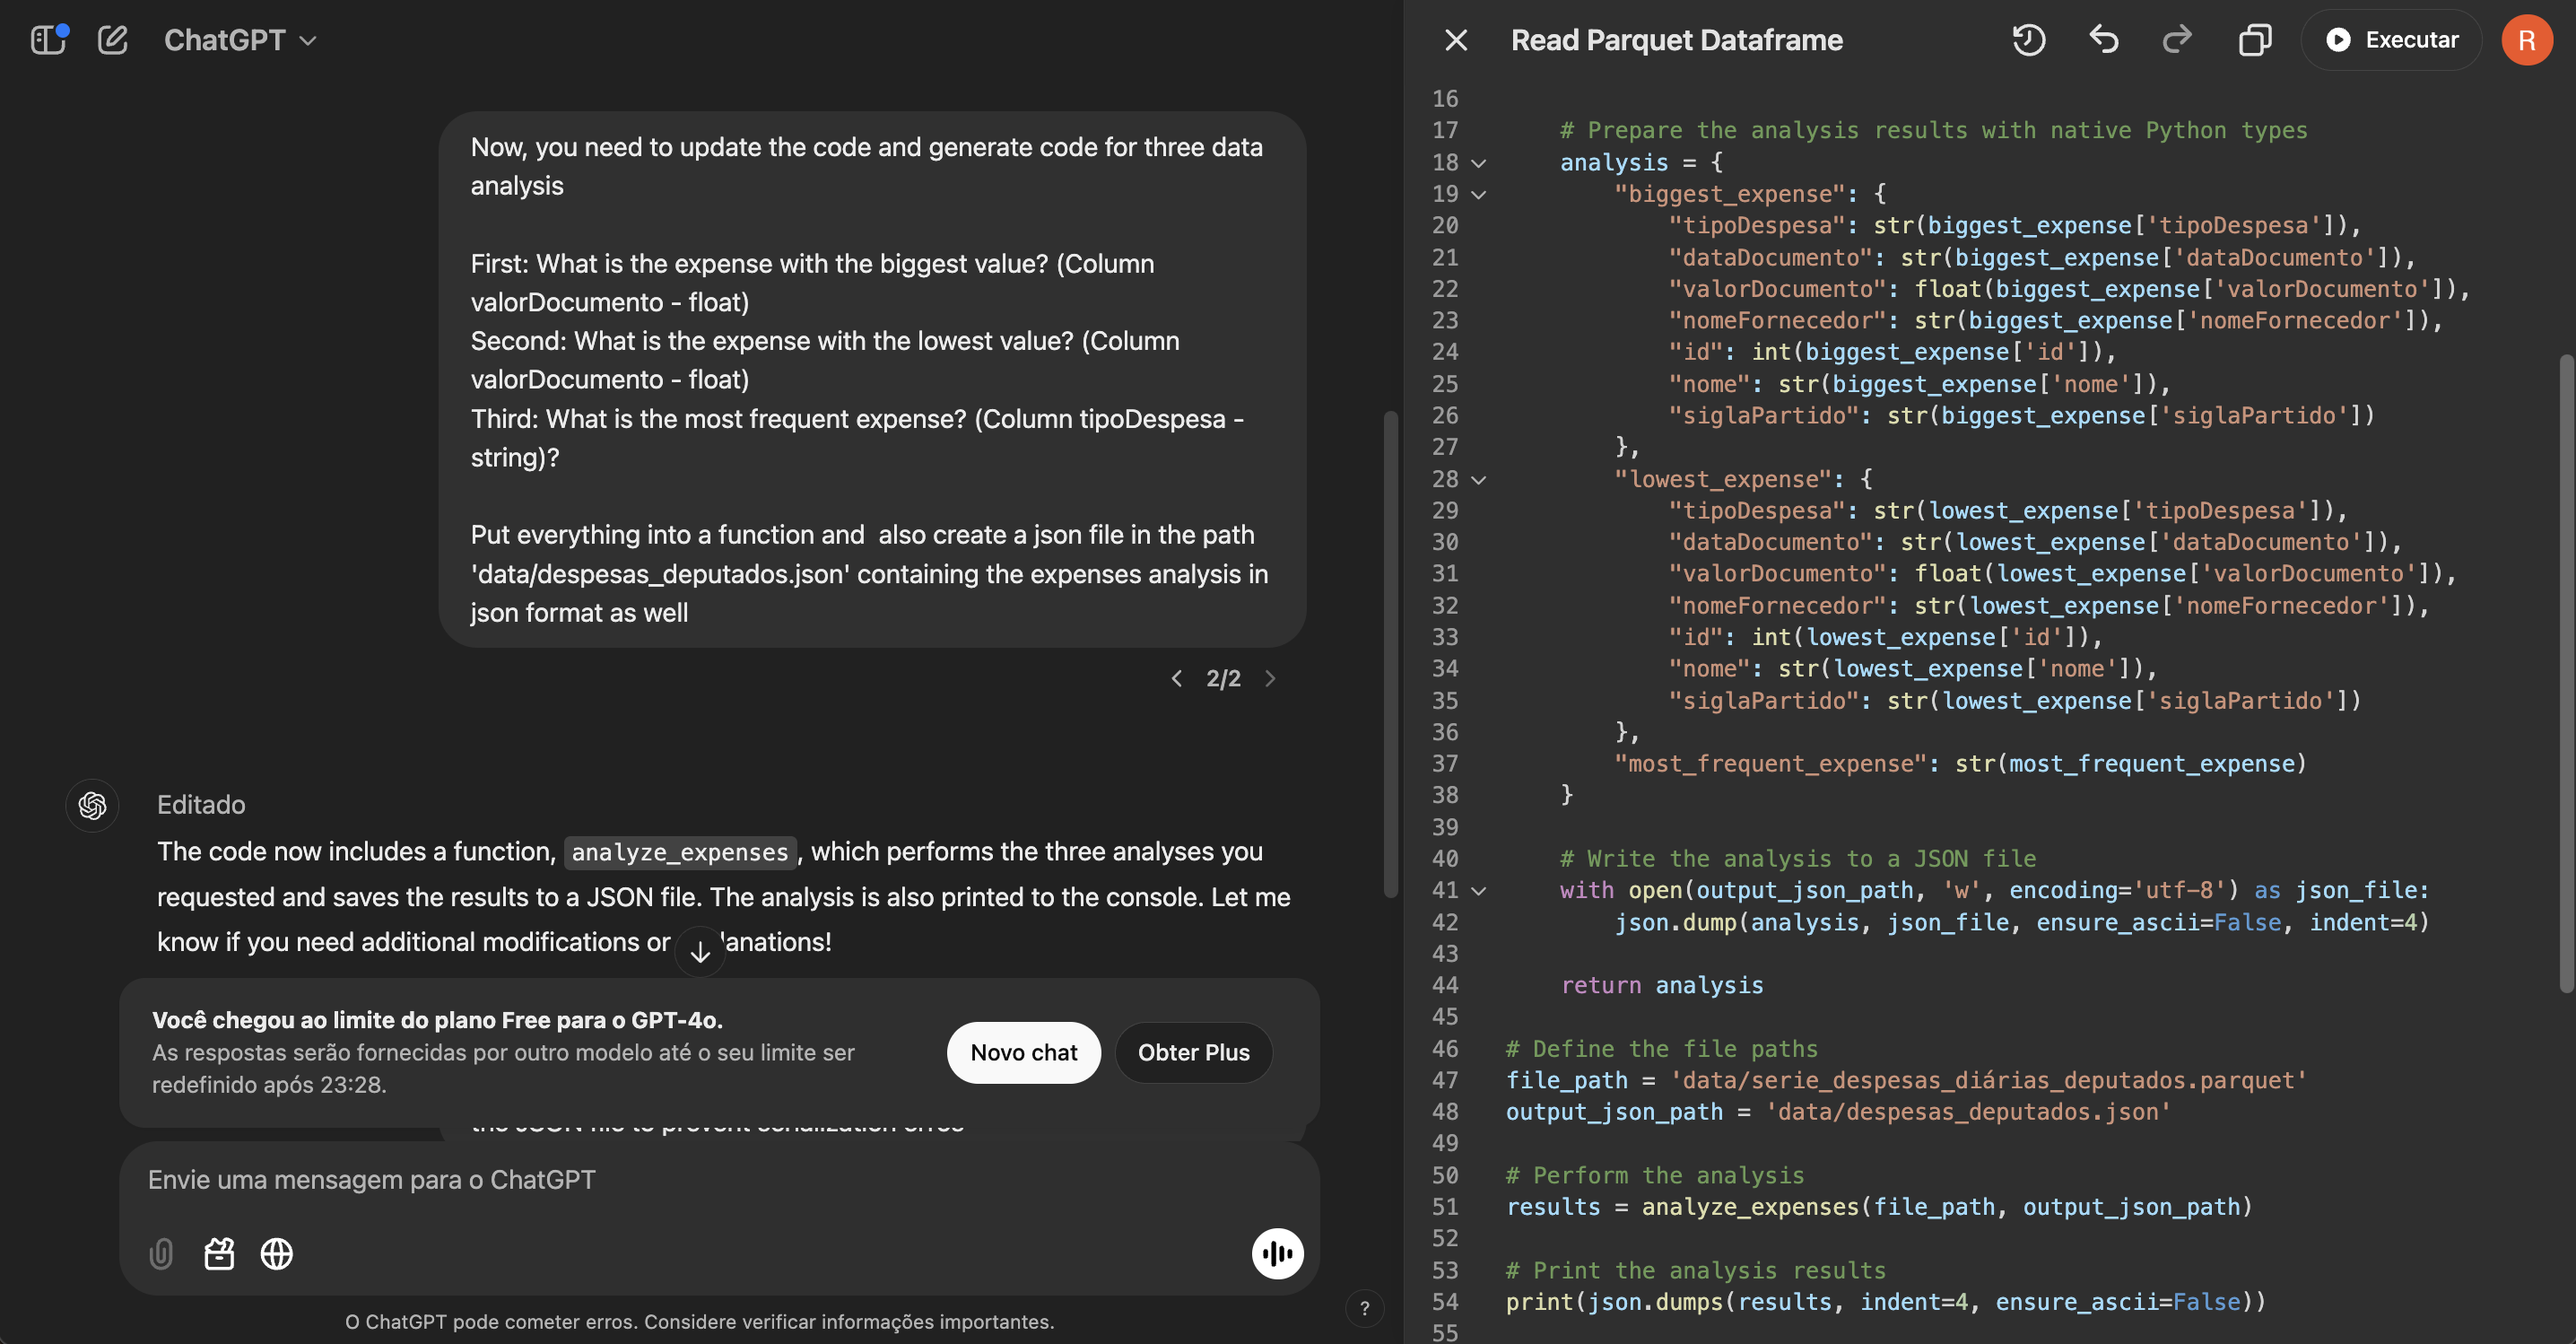 ChatGPT
Now, you need to update the code and generate code for three data
analysis
First: What is the expense with the biggest value? (Column
valorDocumento - float)
Second: What is the expense with the lowest value? (Column
valorDocumento - float)
Third: What is the most frequent expense? (Column tipoDespesa -
string)?
Put everything into a function and  also create a json file in the path
'data/despesas_deputados.json' containing the expenses analysis in
json format as well
2/2
Editado
The code now includes a function, analyze_expenses, which performs the three analyses you
requested and saves the results to a JSON file. The analysis is also printed to the console. Let me
know if you need additional modifications or lanations!
Você chegou ao limite do plano Free para o GPT-4o.
As respostas serão fornecidas por outro modelo até o seu limite ser
redefinido após 23:28.
Novo chat
Obter Plus
the JSON file to prevent serialization erros
Envie uma mensagem para o ChatGPT
O ChatGPT pode cometer erros. Considere verificar informações importantes.
?
Read Parquet Dataframe
Executar
R
16
17 # Prepare the analysis results with native Python types
18 analysis = {
19 "biggest_expense": {
20 "tipoDespesa": str(biggest_expense['tipoDespesa']),
21 "dataDocumento": str(biggest_expense['dataDocumento']),
22 "valorDocumento": float(biggest_expense['valorDocumento']),
23 "nomeFornecedor": str(biggest_expense['nomeFornecedor']),
24 "id": int(biggest_expense['id']),
25 "nome": str(biggest_expense['nome']),
26 "siglaPartido": str(biggest_expense['siglaPartido'])
27 },
28 "lowest_expense": {
29 "tipoDespesa": str(lowest_expense['tipoDespesa']),
30 "dataDocumento": str(lowest_expense['dataDocumento']),
31 "valorDocumento": float(lowest_expense['valorDocumento']),
32 "nomeFornecedor": str(lowest_expense['nomeFornecedor']),
33 "id": int(lowest_expense['id']),
34 "nome": str(lowest_expense['nome']),
35 "siglaPartido": str(lowest_expense['siglaPartido'])
36 },
37 "most_frequent_expense": str(most_frequent_expense)
38 }
39
40 # Write the analysis to a JSON file
41 with open(output_json_path, 'w', encoding='utf-8') as json_file:
42 json.dump(analysis, json_file, ensure_ascii=False, indent=4)
43
44 return analysis
45
46 # Define the file paths
47 file_path = 'data/serie_despesas_diárias_deputados.parquet'
48 output_json_path = 'data/despesas_deputados.json'
49
50 # Perform the analysis
51 results = analyze_expenses(file_path, output_json_path)
52
53 # Print the analysis results
54 print(json.dumps(results, indent=4, ensure_ascii=False))
55